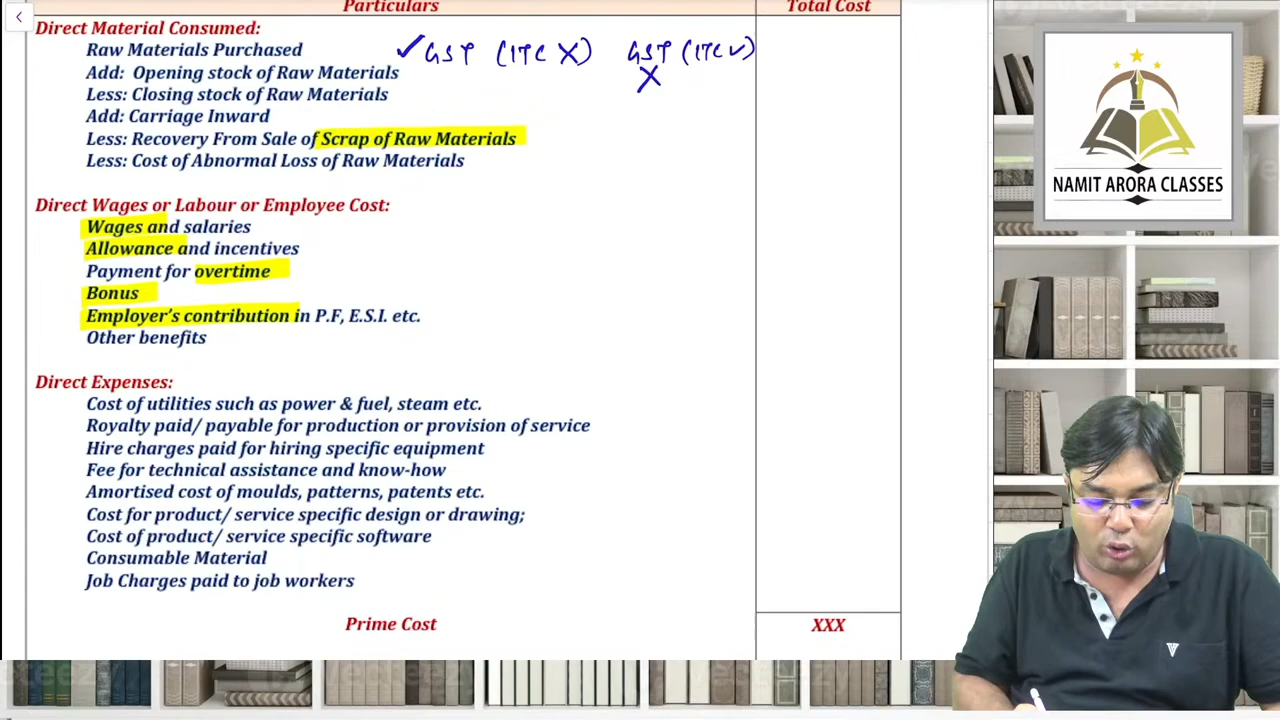 Particulars
Total Cost
Direct Material Consumed:
Raw Materials Purchased
✓ GST (ITC X) GST (ITC ✓)
X
Add: Opening stock of Raw Materials
Less: Closing stock of Raw Materials
Add: Carriage Inward
Less: Recovery From Sale of Scrap of Raw Materials
Less: Cost of Abnormal Loss of Raw Materials
Direct Wages or Labour or Employee Cost:
Wages and salaries
Allowance and incentives
Payment for overtime
Bonus
Employer's contribution in P.F, E.S.I. etc.
Other benefits
Direct Expenses:
Cost of utilities such as power & fuel, steam etc.
Royalty paid/ payable for production or provision of service
Hire charges paid for hiring specific equipment
Fee for technical assistance and know-how
Amortised cost of moulds, patterns, patents etc.
Cost for product/ service specific design or drawing;
Cost of product/ service specific software
Consumable Material
Job Charges paid to job workers
Prime Cost
XXX
NAMIT ARORA CLASSES